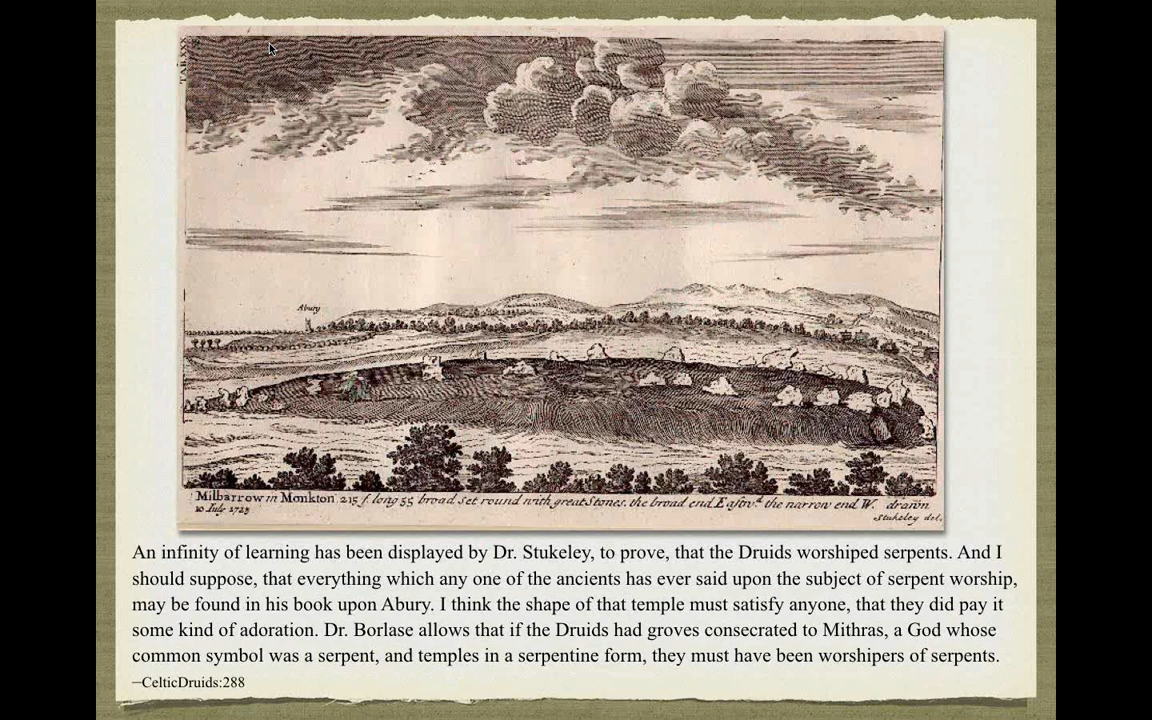 TAB. XXX
Abury
Milbarrow in Monkton 215 f. long 55 broad Set round with great Stones. the broad end Eastwd. the narrow end W. drawn
10 July 1723
Stukeley del.
An infinity of learning has been displayed by Dr. Stukeley, to prove, that the Druids worshiped serpents. And I
should suppose, that everything which any one of the ancients has ever said upon the subject of serpent worship,
may be found in his book upon Abury. I think the shape of that temple must satisfy anyone, that they did pay it
some kind of adoration. Dr. Borlase allows that if the Druids had groves consecrated to Mithras, a God whose
common symbol was a serpent, and temples in a serpentine form, they must have been worshipers of serpents.
—CelticDruids:288